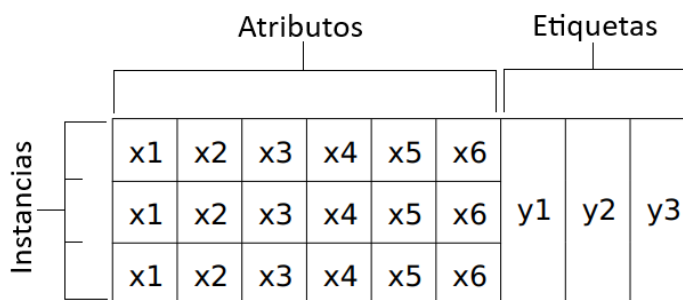 Atributos Etiquetas
Instancias
x1 x2 x3 x4 x5 x6
x1 x2 x3 x4 x5 x6 y1 y2 y3
x1 x2 x3 x4 x5 x6